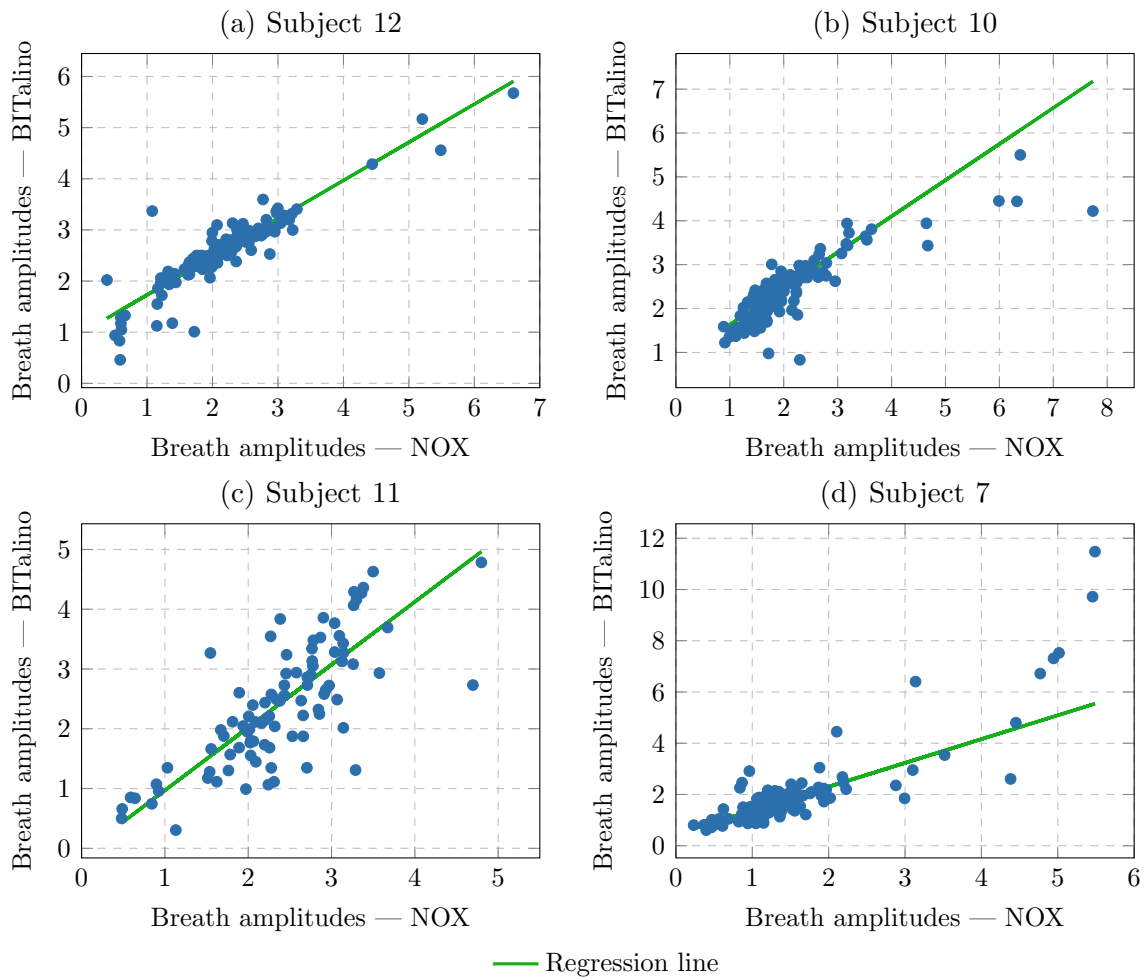 (a) Subject 12
Breath amplitudes — BITalino
6
5
4
3
2
1
0
0 1 2 3 4 5 6 7
Breath amplitudes — NOX
(b) Subject 10
Breath amplitudes — BITalino
7
6
5
4
3
2
1
0 1 2 3 4 5 6 7 8
Breath amplitudes — NOX
(c) Subject 11
Breath amplitudes — BITalino
5
4
3
2
1
0
0 1 2 3 4 5
Breath amplitudes — NOX
(d) Subject 7
Breath amplitudes — BITalino
12
10
8
6
4
2
0
0 1 2 3 4 5 6
Breath amplitudes — NOX
Regression line